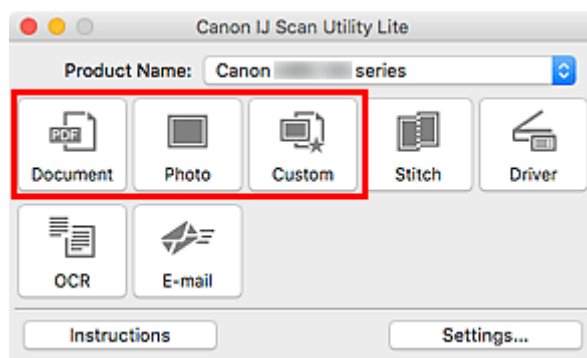 Canon IJ Scan Utility Lite
Product Name: Canon series
PDF
Document Photo Custom Stitch Driver
OCR E-mail
Instructions Settings...